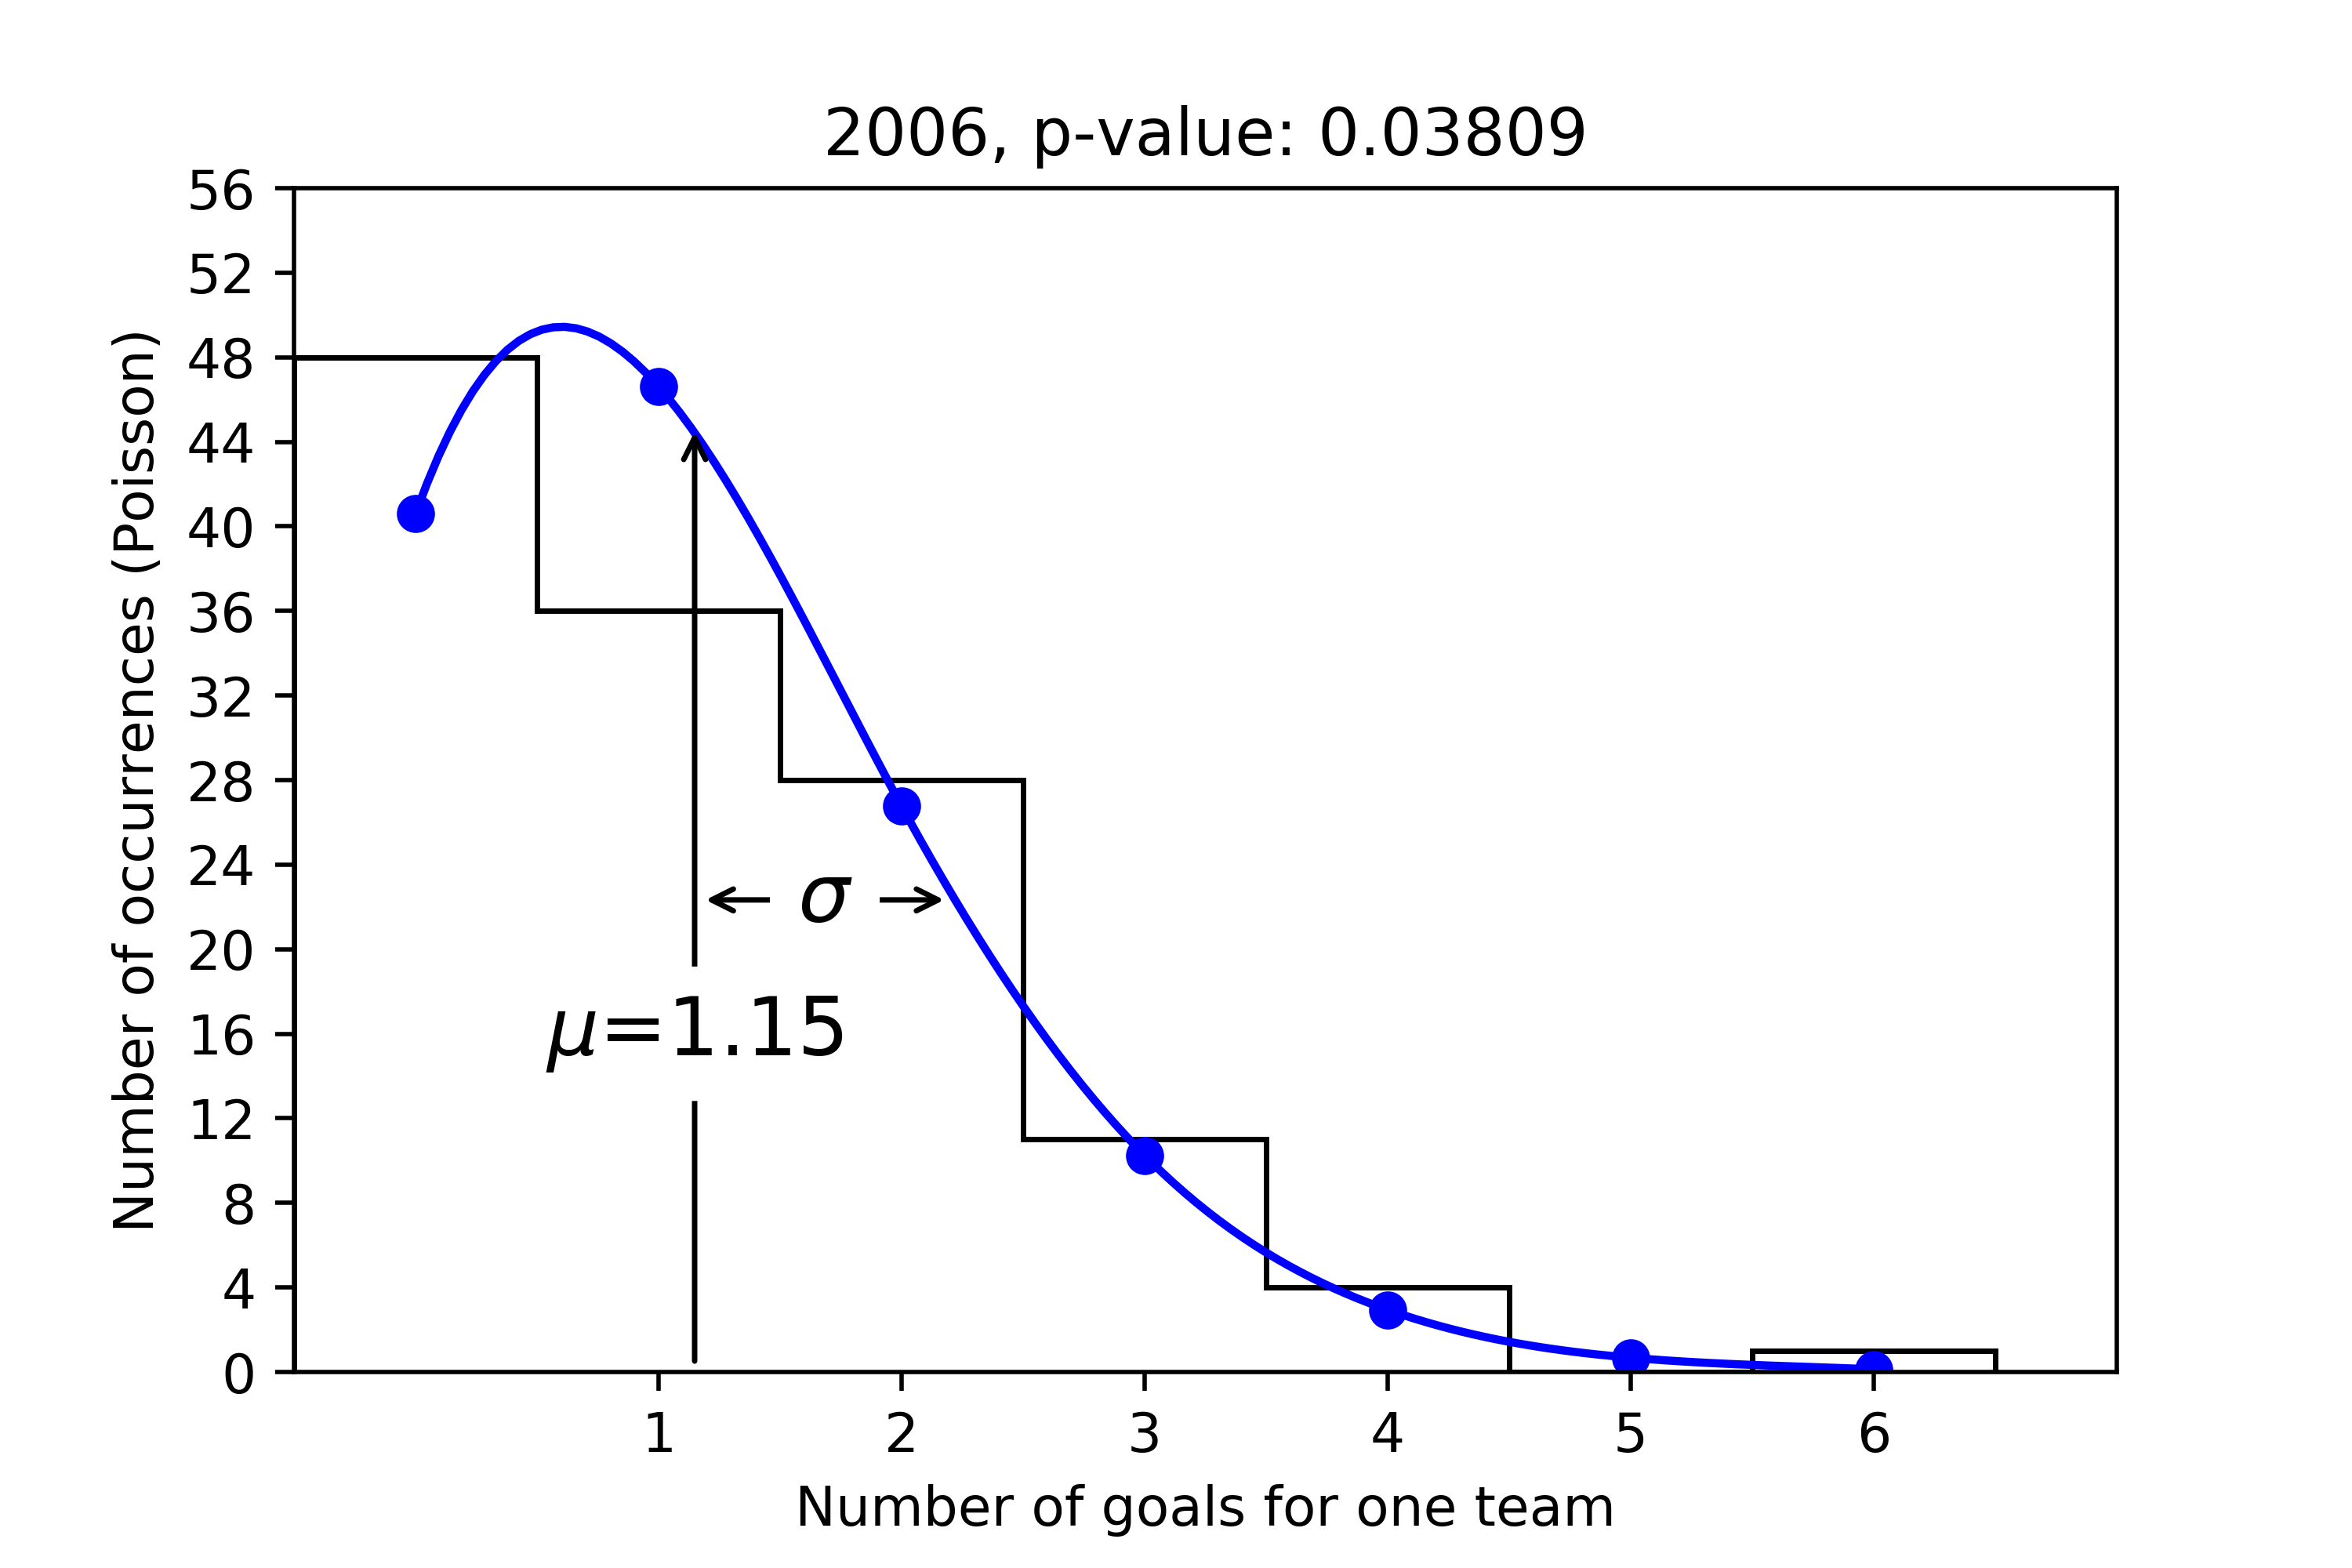 2006, p-value: 0.03809
Number of occurrences (Poisson)
56
52
48
44
40
36
32
28
24
20
16
12
8
4
0
σ
μ=1.15
1 2 3 4 5 6
Number of goals for one team